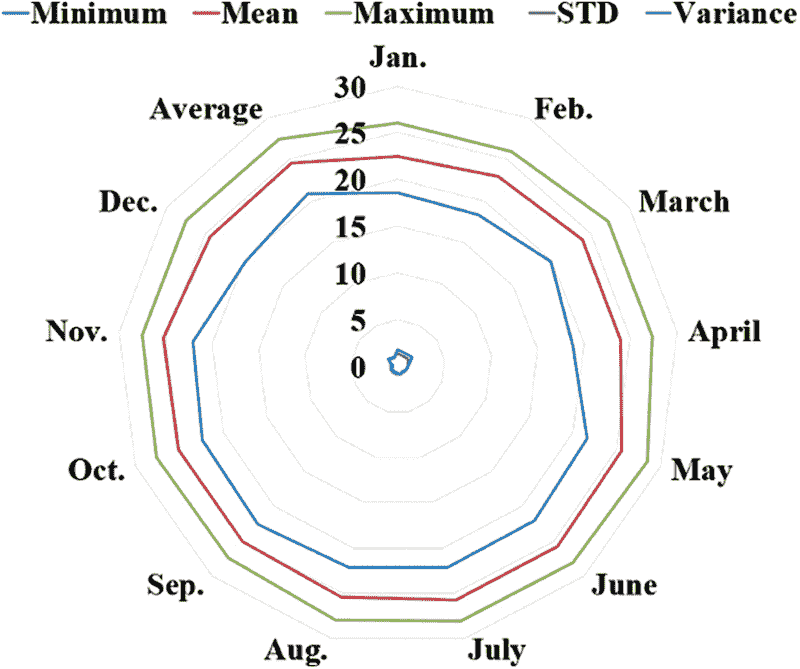 Minimum Mean Maximum STD Variance
Jan.
30
Average
Feb.
25
20
Dec.
March
15
10
Nov.
April
5
0
Oct.
May
Sep.
June
Aug.
July